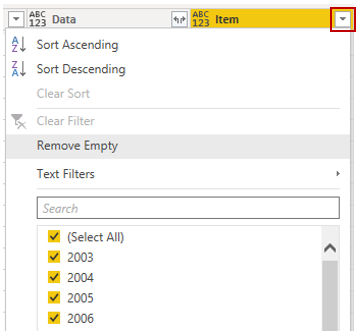 ABC 123 Data ABC 123 Item
A Z Sort Ascending
Z A Sort Descending
Clear Sort
Clear Filter
Remove Empty
Text Filters
Search
(Select All)
2003
2004
2005
2006